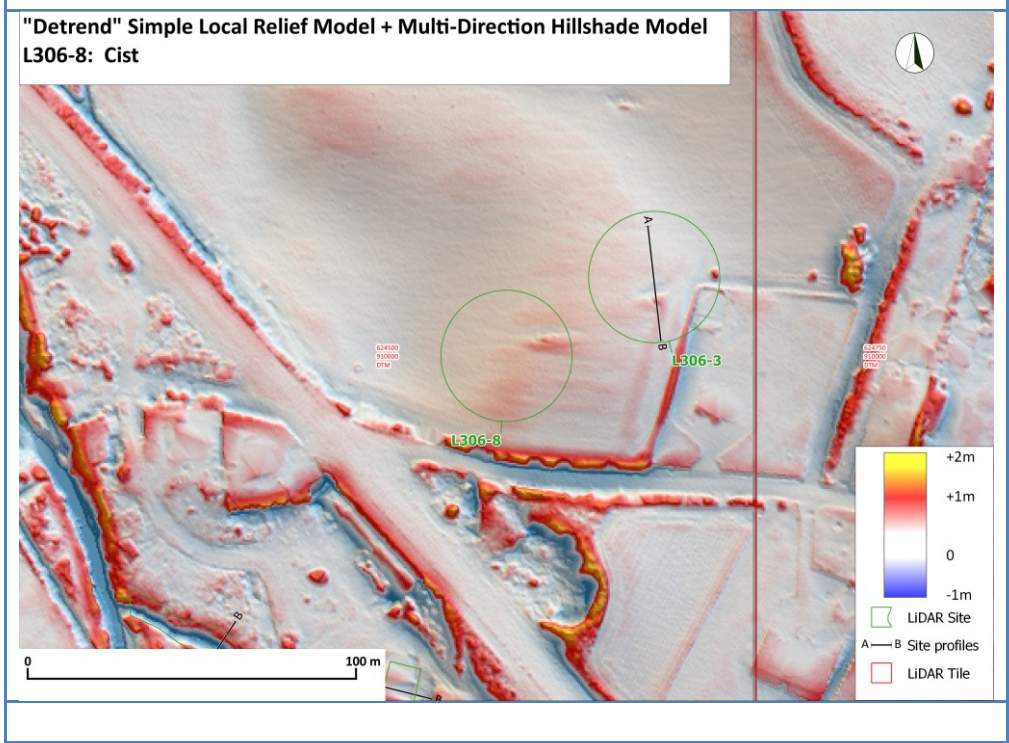 "Detrend" Simple Local Relief Model + Multi-Direction Hillshade Model
L306-8:  Cist
A
B
L306-3
624500
910000
DTM
624750
910000
DTM
L306-8
+2m
+1m
0
-1m
LiDAR Site
A B Site profiles
LiDAR Tile
B
0 100 m
B